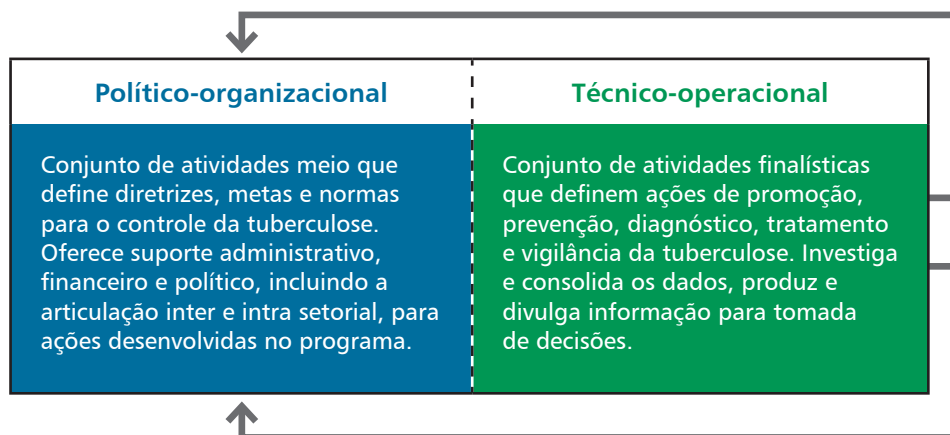 Político-organizacional
Conjunto de atividades meio que
define diretrizes, metas e normas
para o controle da tuberculose.
Oferece suporte administrativo,
financeiro e político, incluindo a
articulação inter e intra setorial, para
ações desenvolvidas no programa.
Técnico-operacional
Conjunto de atividades finalísticas
que definem ações de promoção,
prevenção, diagnóstico, tratamento
e vigilância da tuberculose. Investiga
e consolida os dados, produz e
divulga informação para tomada
de decisões.